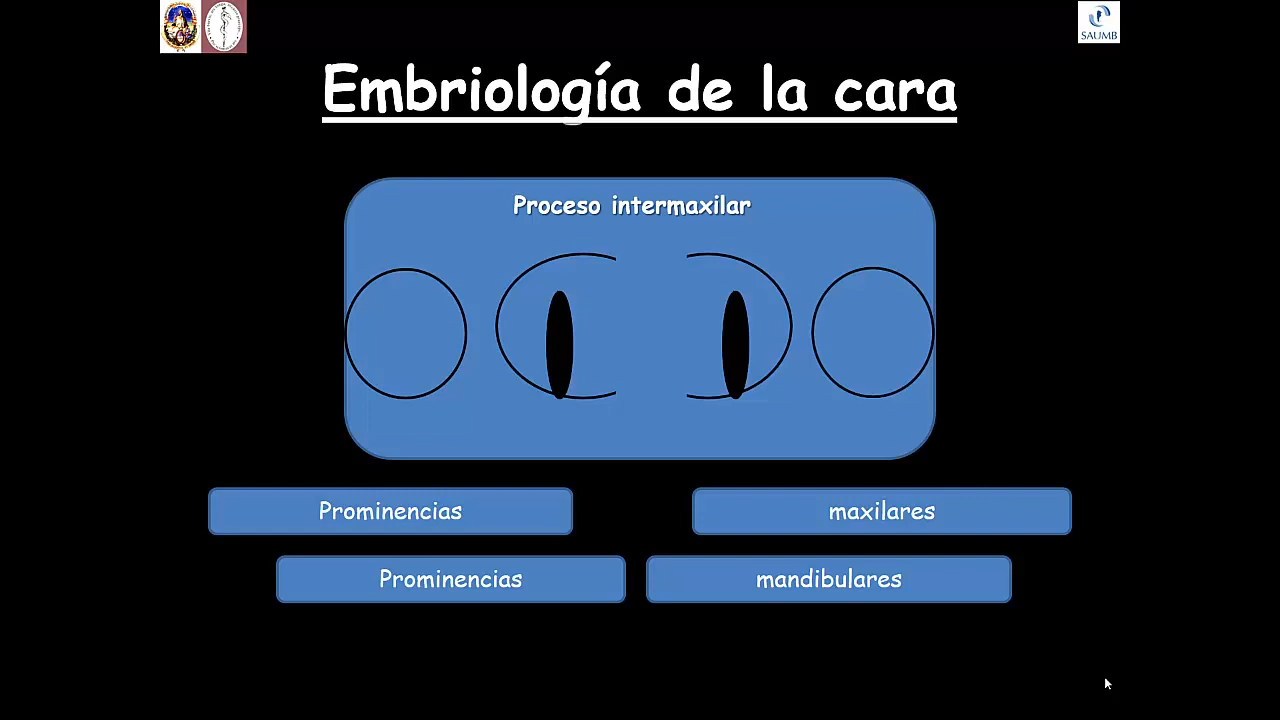 SAUMB
Embriología de la cara
Proceso intermaxilar
Prominencias
maxilares
Prominencias
mandibulares